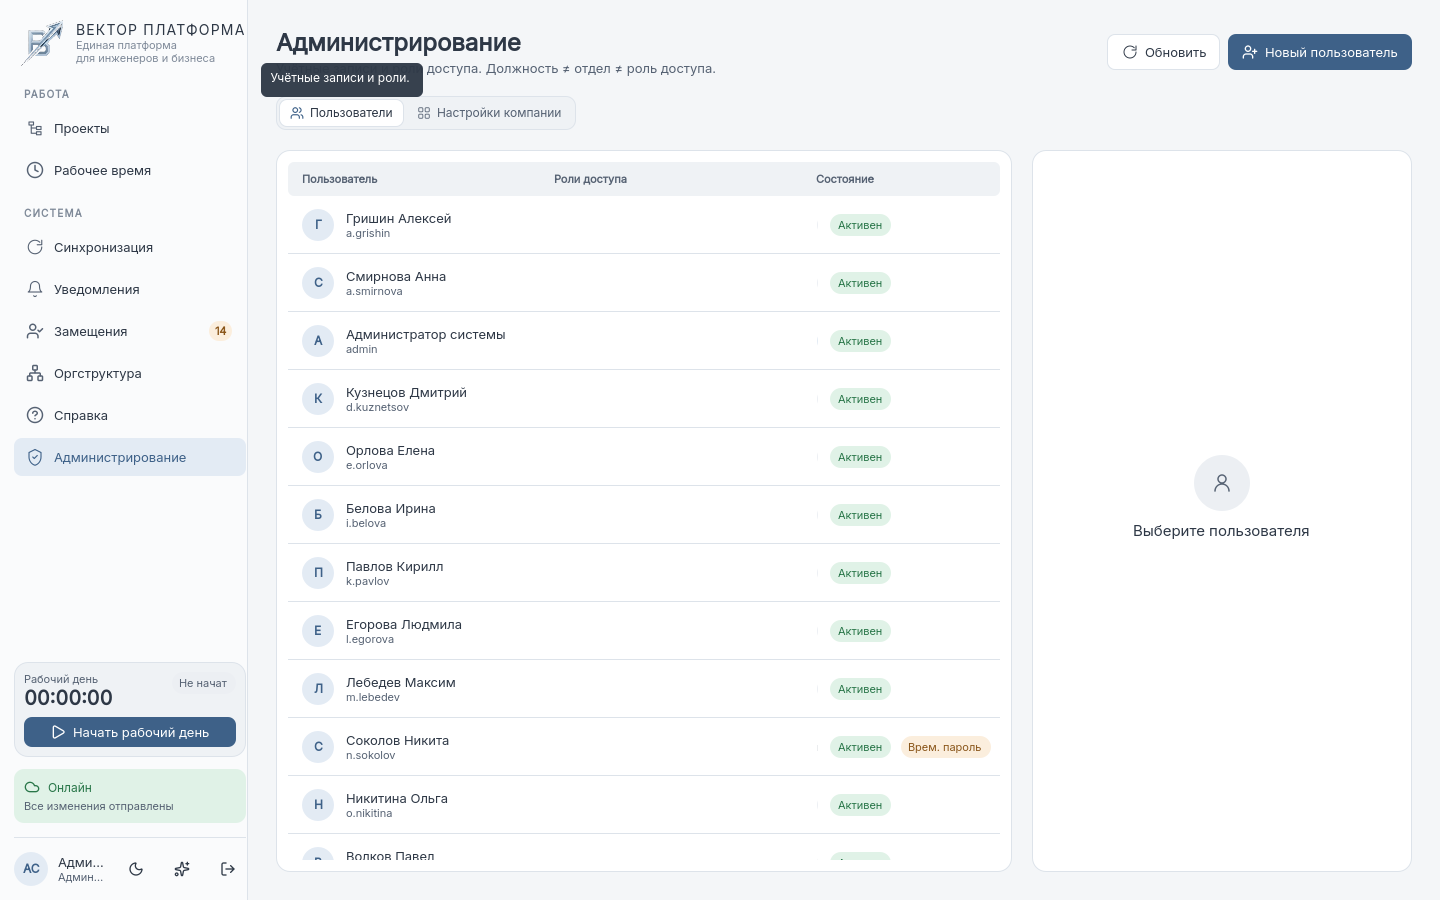 ВЕКТОР ПЛАТФОРМА
Единая платформа
для инженеров и бизнеса
РАБОТА
Проекты
Рабочее время
СИСТЕМА
Синхронизация
Уведомления
Замещения
14
Оргструктура
Справка
Администрирование
Рабочий день
Не начат
00:00:00
Начать рабочий день
Онлайн
Все изменения отправлены
АС
Адми...
Админ...
Администрирование
доступа. Должность ≠ отдел ≠ роль доступа.
Учётные записи и роли.
Обновить
Новый пользователь
Пользователи
Настройки компании
Пользователь
Роли доступа
Состояние
Г
Гришин Алексей
a.grishin
Активен
С
Смирнова Анна
a.smirnova
Активен
А
Администратор системы
admin
Активен
К
Кузнецов Дмитрий
d.kuznetsov
Активен
О
Орлова Елена
e.orlova
Активен
Б
Белова Ирина
i.belova
Активен
П
Павлов Кирилл
k.pavlov
Активен
Е
Егорова Людмила
l.egorova
Активен
Л
Лебедев Максим
m.lebedev
Активен
С
Соколов Никита
n.sokolov
Активен
Врем. пароль
Н
Никитина Ольга
o.nikitina
Активен
Волков Павел
Выберите пользователя